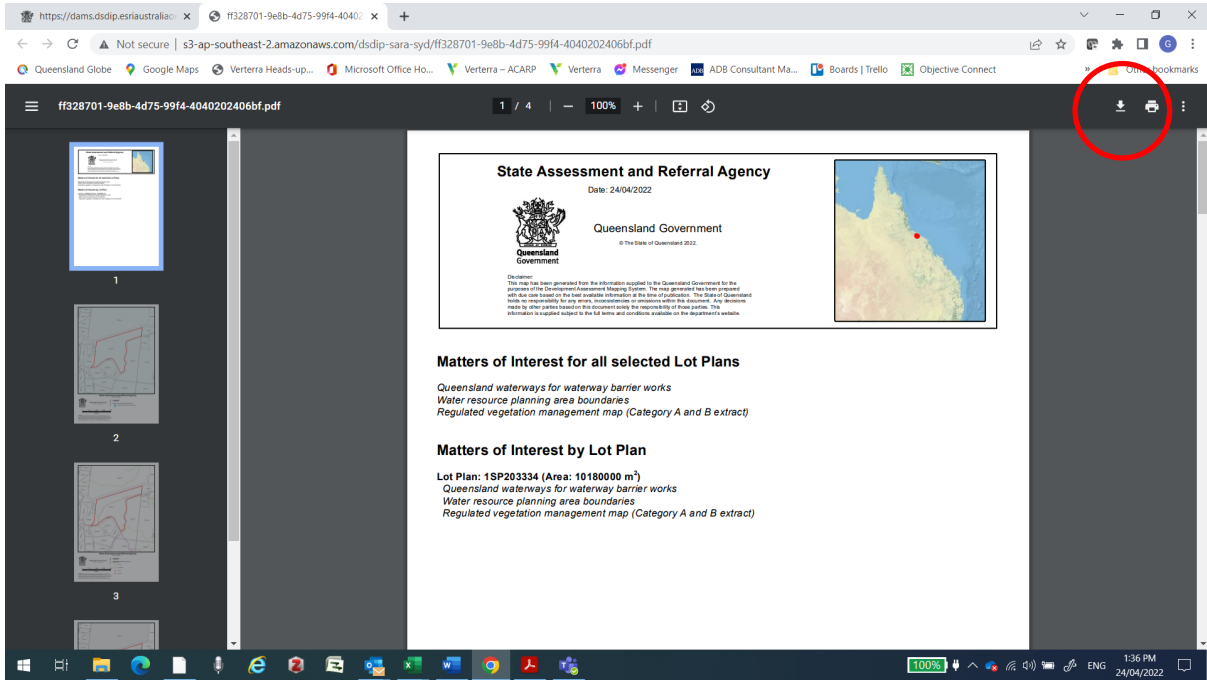 https://dams.dsdip.esriaustraliao
ff328701-9e8b-4d75-99f4-40402
Not secure | s3-ap-southeast-2.amazonaws.com/dsdip-sara-syd/ff328701-9e8b-4d75-99f4-4040202406bf.pdf
G
Queensland Globe Google Maps Verterra Heads-up... Microsoft Office Ho... Verterra – ACARP Verterra Messenger ADB ADB Consultant Ma... Boards | Trello Objective Connect » Other bookmarks
ff328701-9e8b-4d75-99f4-4040202406bf.pdf
1 / 4 | — 100% + |
State Assessment and Referral Agency
Date: 24/04/2022
Queensland Government
© The State of Queensland 2022.
Queensland
Government
Disclaimer:
This map has been generated from the information supplied to the Queensland Government for the
purposes of the Development Assessment Mapping System. The map generated has been prepared
with due care based on the best available information at the time of publication. The State of Queensland
holds no responsibility for any errors, inconsistencies or omissions within this document. Any decisions
made by other parties based on this document solely the responsibility of those parties. This
information is supplied subject to the full terms and conditions available on the department's website.
Matters of Interest for all selected Lot Plans
Queensland waterways for waterway barrier works
Water resource planning area boundaries
Regulated vegetation management map (Category A and B extract)
Matters of Interest by Lot Plan
Lot Plan: 1SP203334 (Area: 10180000 m²)
Queensland waterways for waterway barrier works
Water resource planning area boundaries
Regulated vegetation management map (Category A and B extract)
1
2
3
100%
ENG
1:36 PM
24/04/2022